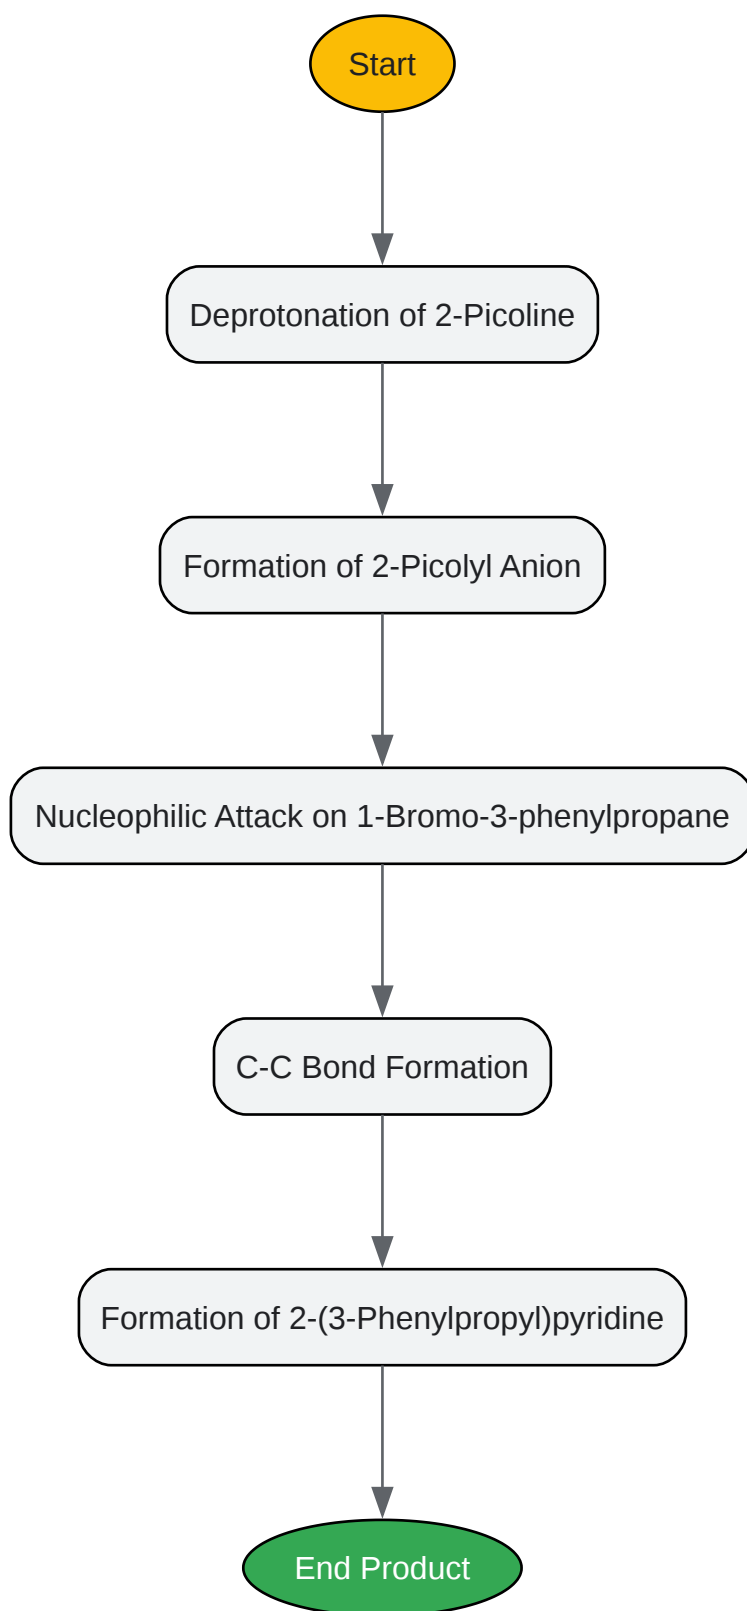 Start
Deprotonation of 2-Picoline
Formation of 2-Picolyl Anion
Nucleophilic Attack on 1-Bromo-3-phenylpropane
C-C Bond Formation
Formation of 2-(3-Phenylpropyl)pyridine
End Product